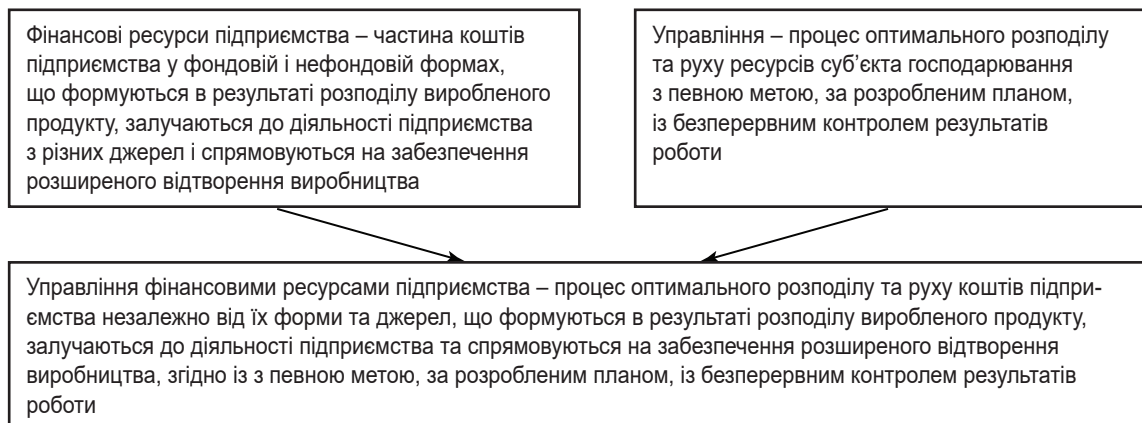 Фінансові ресурси підприємства – частина коштів
підприємства у фондовій і нефондовій формах,
що формуються в результаті розподілу виробленого
продукту, залучаються до діяльності підприємства
з різних джерел і спрямовуються на забезпечення
розширеного відтворення виробництва
Управління – процес оптимального розподілу
та руху ресурсів суб’єкта господарювання
з певною метою, за розробленим планом,
із безперервним контролем результатів
роботи
Управління фінансовими ресурсами підприємства – процес оптимального розподілу та руху коштів підпри-
ємства незалежно від їх форми та джерел, що формуються в результаті розподілу виробленого продукту,
залучаються до діяльності підприємства та спрямовуються на забезпечення розширеного відтворення
виробництва, згідно із з певною метою, за розробленим планом, із безперервним контролем результатів
роботи